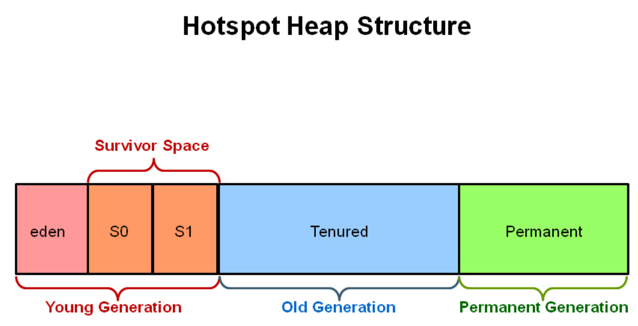 Hotspot Heap Structure
Survivor Space
eden S0 S1 Tenured Permanent
Young Generation Old Generation Permanent Generation